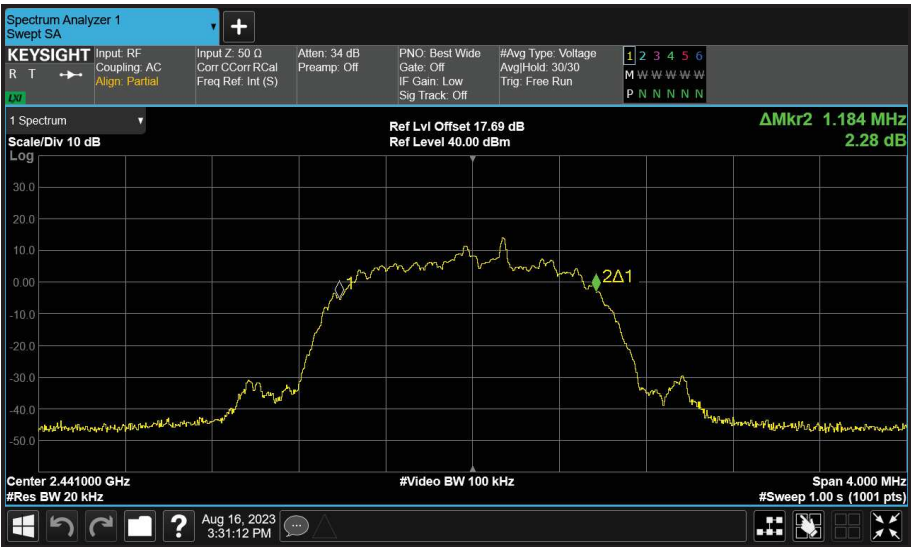 Spectrum Analyzer 1
Swept SA
+
KEYSIGHT Input: RF Input Z: 50 Ω Atten: 34 dB PNO: Best Wide #Avg Type: Voltage 1 2 3 4 5 6
R T Coupling: AC Corr CCorr RCal Preamp: Off Gate: Off Avg|Hold: 30/30 M W W W W W
Align: Partial Freq Ref: Int (S) IF Gain: Low Trig: Free Run P N N N N N
LXI Sig Track: Off
1 Spectrum
Ref Lvl Offset 17.69 dB ΔMkr2 1.184 MHz
Scale/Div 10 dB Ref Level 40.00 dBm 2.28 dB
Log
30.0
20.0
10.0
0.00
1
2Δ1
-10.0
-20.0
-30.0
-40.0
-50.0
Center 2.441000 GHz #Video BW 100 kHz Span 4.000 MHz
#Res BW 20 kHz #Sweep 1.00 s (1001 pts)
? Aug 16, 2023
3:31:12 PM